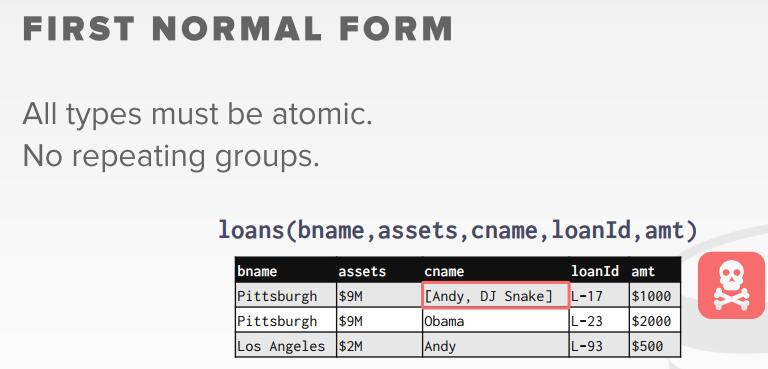 FIRST NORMAL FORM
All types must be atomic.
No repeating groups.
loans(bname,assets,cname,loanId,amt)
bname assets cname loanId amt
Pittsburgh $9M [Andy, DJ Snake] L-17 $1000
Pittsburgh $9M Obama L-23 $2000
Los Angeles $2M Andy L-93 $500